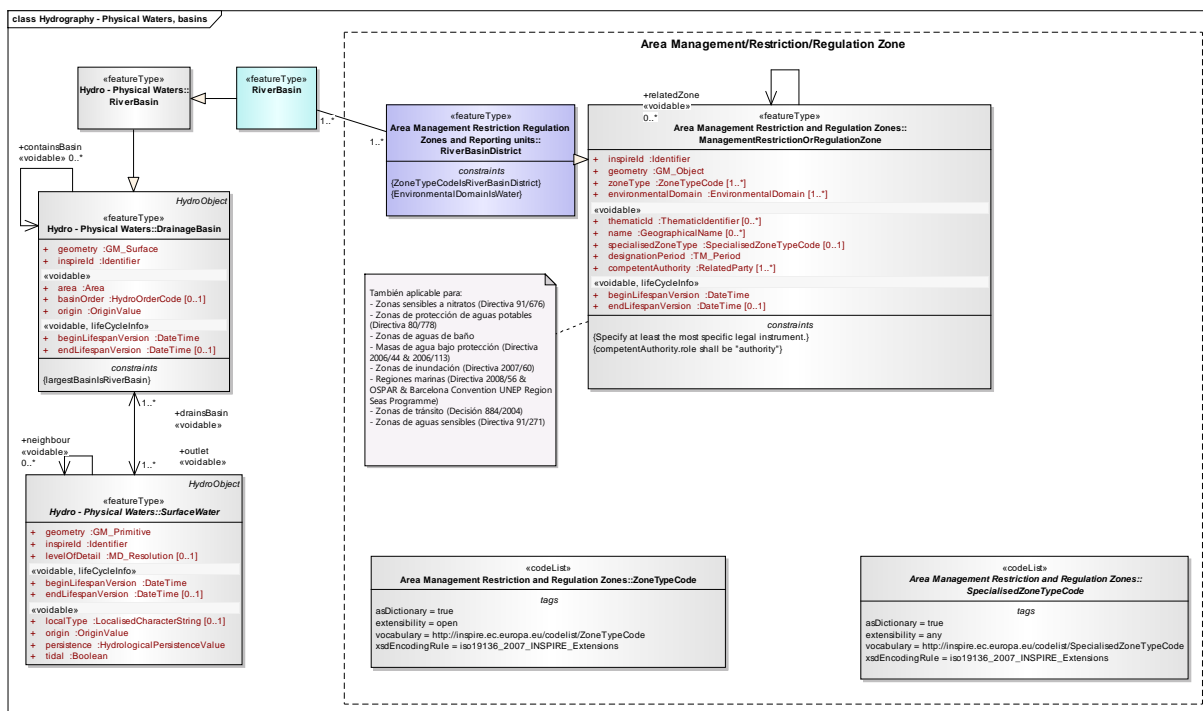 class Hydrography - Physical Waters, basins
Area Management/Restriction/Regulation Zone
«featureType»
Hydro - Physical Waters::
RiverBasin
«featureType»
RiverBasin
1..*
1..*
«featureType»
Area Management Restriction Regulation
Zones and Reporting units::
RiverBasinDistrict
constraints
{ZoneTypeCodeIsRiverBasinDistrict}
{EnvironmentalDomainIsWater}
+relatedZone
«voidable»
0..*
«featureType»
Area Management Restriction and Regulation Zones::
ManagementRestrictionOrRegulationZone
+ inspireId :Identifier
+ geometry :GM_Object
+ zoneType :ZoneTypeCode [1..*]
+ environmentalDomain :EnvironmentalDomain [1..*]
«voidable»
+ thematicId :ThematicIdentifier [0..*]
+ name :GeographicalName [0..*]
+ specialisedZoneType :SpecialisedZoneTypeCode [0..1]
+ designationPeriod :TM_Period
+ competentAuthority :RelatedParty [1..*]
«voidable, lifeCycleInfo»
+ beginLifespanVersion :DateTime
+ endLifespanVersion :DateTime [0..1]
constraints
{Specify at least the most specific legal instrument.}
{competentAuthority.role shall be "authority"}
+containsBasin
«voidable» 0..*
HydroObject
«featureType»
Hydro - Physical Waters::DrainageBasin
+ geometry :GM_Surface
+ inspireId :Identifier
«voidable»
+ area :Area
+ basinOrder :HydroOrderCode [0..1]
+ origin :OriginValue
«voidable, lifeCycleInfo»
+ beginLifespanVersion :DateTime
+ endLifespanVersion :DateTime [0..1]
constraints
{largestBasinIsRiverBasin}
También aplicable para:
- Zonas sensibles a nitratos (Directiva 91/676)
- Zonas de protección de aguas potables
(Directiva 80/778)
- Zonas de aguas de baño
- Masas de agua bajo protección (Directiva
2006/44 & 2006/113)
- Zonas de inundación (Directiva 2007/60)
- Regiones marinas (Directiva 2008/56 &
OSPAR & Barcelona Convention UNEP Region
Seas Programme)
- Zonas de tránsito (Decisión 884/2004)
- Zonas de aguas sensibles (Directiva 91/271)
1..*
+drainsBasin
«voidable»
+neighbour
«voidable»
0..*
1..*
+outlet
«voidable»
HydroObject
«featureType»
Hydro - Physical Waters::SurfaceWater
+ geometry :GM_Primitive
+ inspireId :Identifier
+ levelOfDetail :MD_Resolution [0..1]
«voidable, lifeCycleInfo»
+ beginLifespanVersion :DateTime
+ endLifespanVersion :DateTime [0..1]
«voidable»
+ localType :LocalisedCharacterString [0..1]
+ origin :OriginValue
+ persistence :HydrologicalPersistenceValue
+ tidal :Boolean
«codeList»
Area Management Restriction and Regulation Zones::ZoneTypeCode
tags
asDictionary = true
extensibility = open
vocabulary = http://inspire.ec.europa.eu/codelist/ZoneTypeCode
xsdEncodingRule = iso19136_2007_INSPIRE_Extensions
«codeList»
Area Management Restriction and Regulation Zones::
SpecialisedZoneTypeCode
tags
asDictionary = true
extensibility = any
vocabulary = http://inspire.ec.europa.eu/codelist/SpecialisedZoneTypeCode
xsdEncodingRule = iso19136_2007_INSPIRE_Extensions